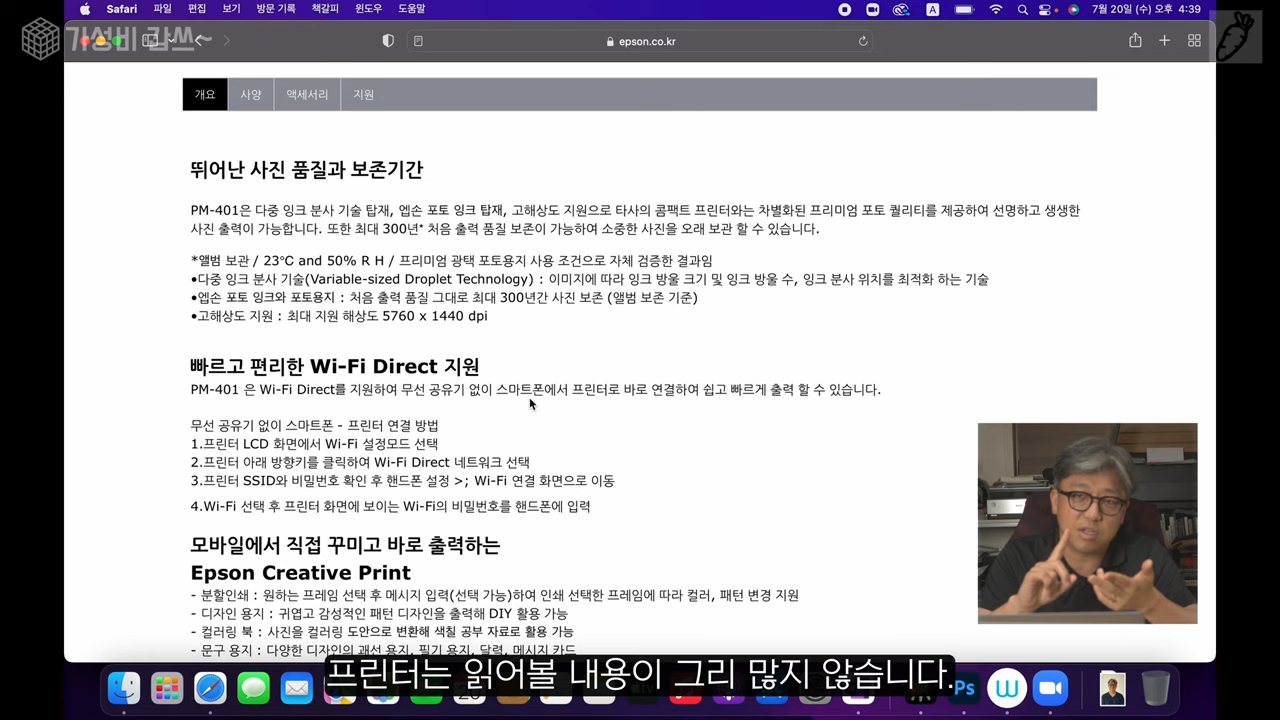 Safari 파일 편집 보기 방문 기록 책갈피 윈도우 도움말
A
7월 20일 (수) 오후 4:39
가성비 갑쓰~
epson.co.kr
개요 사양 액세서리 지원
뛰어난 사진 품질과 보존기간
PM-401은 다중 잉크 분사 기술 탑재, 엡손 포토 잉크 탑재, 고해상도 지원으로 타사의 콤팩트 프린터와는 차별화된 프리미엄 포토 퀄리티를 제공하여 선명하고 생생한
사진 출력이 가능합니다. 또한 최대 300년* 처음 출력 품질 보존이 가능하여 소중한 사진을 오래 보관 할 수 있습니다.
*앨범 보관 / 23℃ and 50% R H / 프리미엄 광택 포토용지 사용 조건으로 자체 검증한 결과임
•다중 잉크 분사 기술(Variable-sized Droplet Technology) : 이미지에 따라 잉크 방울 크기 및 잉크 방울 수, 잉크 분사 위치를 최적화 하는 기술
•엡손 포토 잉크와 포토용지 : 처음 출력 품질 그대로 최대 300년간 사진 보존 (앨범 보존 기준)
•고해상도 지원 : 최대 지원 해상도 5760 x 1440 dpi
빠르고 편리한 Wi-Fi Direct 지원
PM-401 은 Wi-Fi Direct를 지원하여 무선 공유기 없이 스마트폰에서 프린터로 바로 연결하여 쉽고 빠르게 출력 할 수 있습니다.
무선 공유기 없이 스마트폰 - 프린터 연결 방법
1.프린터 LCD 화면에서 Wi-Fi 설정모드 선택
2.프린터 아래 방향키를 클릭하여 Wi-Fi Direct 네트워크 선택
3.프린터 SSID와 비밀번호 확인 후 핸드폰 설정 >; Wi-Fi 연결 화면으로 이동
4.Wi-Fi 선택 후 프린터 화면에 보이는 Wi-Fi의 비밀번호를 핸드폰에 입력
모바일에서 직접 꾸미고 바로 출력하는
Epson Creative Print
- 분할인쇄 : 원하는 프레임 선택 후 메시지 입력(선택 가능)하여 인쇄 선택한 프레임에 따라 컬러, 패턴 변경 지원
- 디자인 용지 : 귀엽고 감성적인 패턴 디자인을 출력해 DIY 활용 가능
- 컬러링 북 : 사진을 컬러링 도안으로 변환해 색칠 공부 자료로 활용 가능
- 문구 용지 : 다양한 디자인의 괘선 용지, 필기 용지, 달력, 메시지 카드
프린터는 읽어볼 내용이 그리 많지 않습니다.
Ps